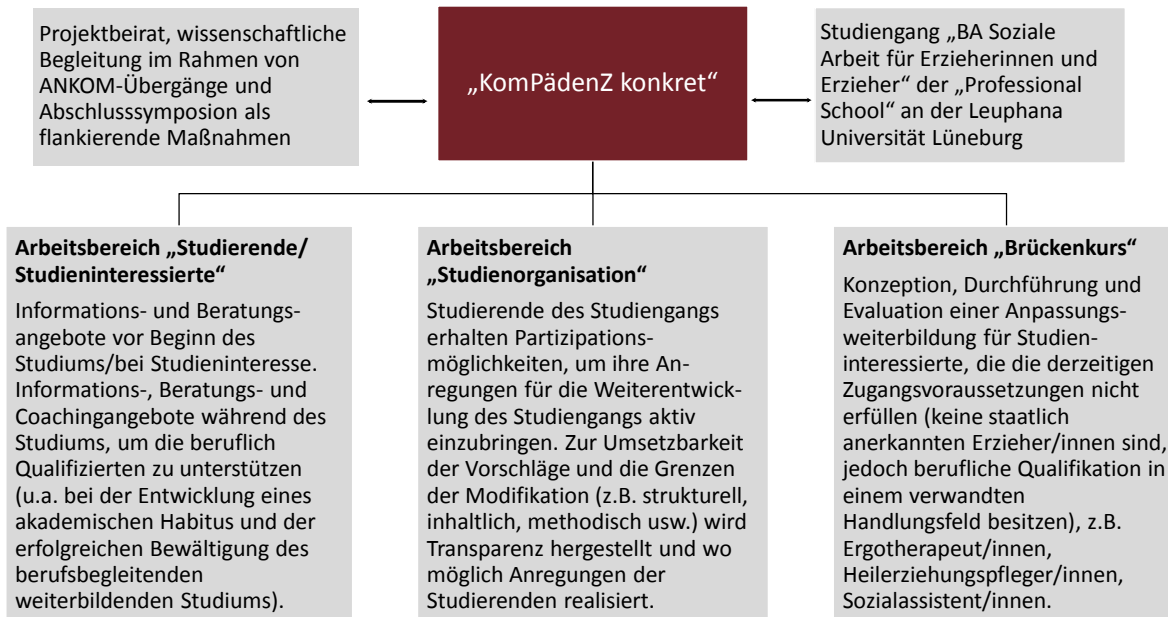 Projektbeirat, wissenschaftliche
Begleitung im Rahmen von
ANKOM-Übergänge und
Abschlusssymposion als
flankierende Maßnahmen
„KomPädenZ konkret“
Studiengang „BA Soziale
Arbeit für Erzieherinnen und
Erzieher“ der „Professional
School“ an der Leuphana
Universität Lüneburg
Arbeitsbereich „Studierende/
Studieninteressierte“
Informations- und Beratungs-
angebote vor Beginn des
Studiums/bei Studieninteresse.
Informations-, Beratungs- und
Coachingangebote während des
Studiums, um die beruflich
Qualifizierten zu unterstützen
(u.a. bei der Entwicklung eines
akademischen Habitus und der
erfolgreichen Bewältigung des
berufsbegleitenden
weiterbildenden Studiums).
Arbeitsbereich
„Studienorganisation“
Studierende des Studiengangs
erhalten Partizipations-
möglichkeiten, um ihre An-
regungen für die Weiterentwick-
lung des Studiengangs aktiv
einzubringen. Zur Umsetzbarkeit
der Vorschläge und die Grenzen
der Modifikation (z.B. strukturell,
inhaltlich, methodisch usw.) wird
Transparenz hergestellt und wo
möglich Anregungen der
Studierenden realisiert.
Arbeitsbereich „Brückenkurs“
Konzeption, Durchführung und
Evaluation einer Anpassungs-
weiterbildung für Studien-
interessierte, die die derzeitigen
Zugangsvoraussetzungen nicht
erfüllen (keine staatlich
anerkannten Erzieher/innen sind,
jedoch berufliche Qualifikation in
einem verwandten
Handlungsfeld besitzen), z.B.
Ergotherapeut/innen,
Heilerziehungspfleger/innen,
Sozialassistent/innen.